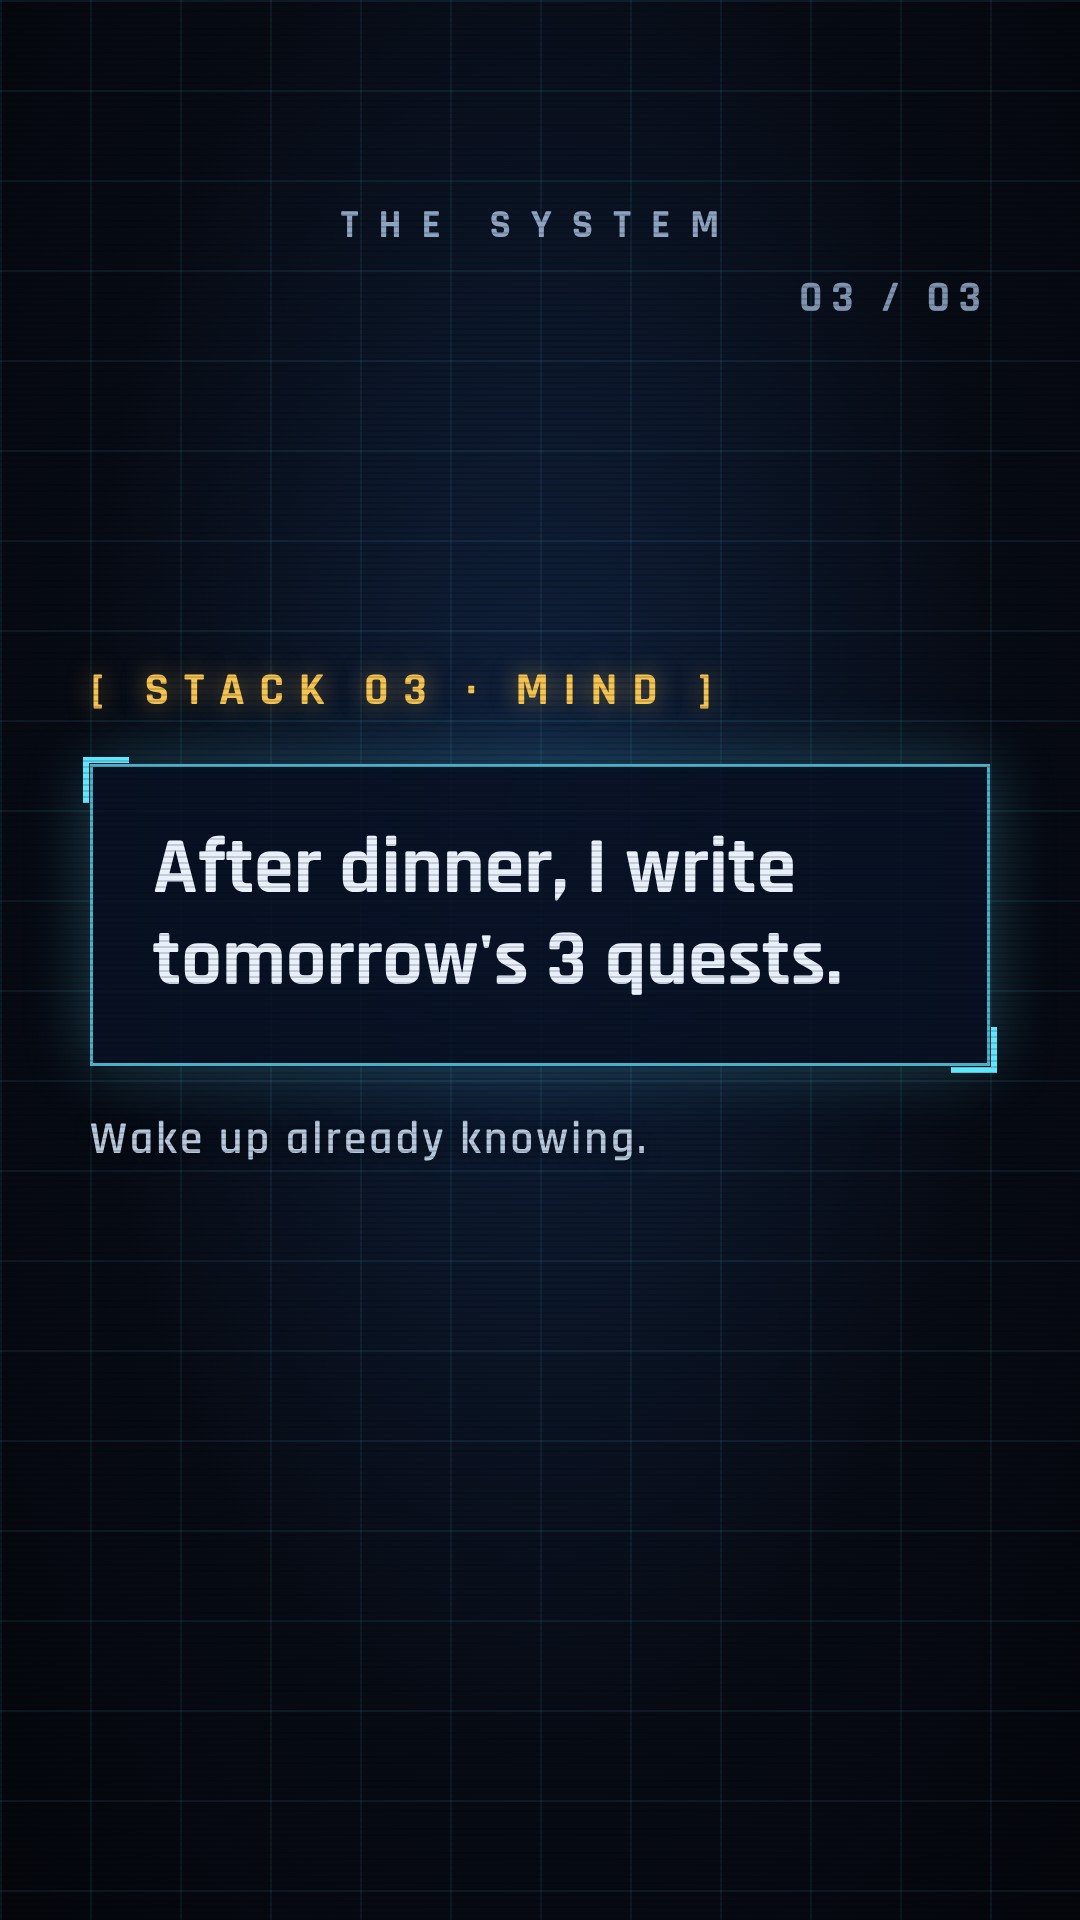 THE SYSTEM
03 / 03
[ STACK 03 · MIND ]
After dinner, I write
tomorrow's 3 quests.
Wake up already knowing.